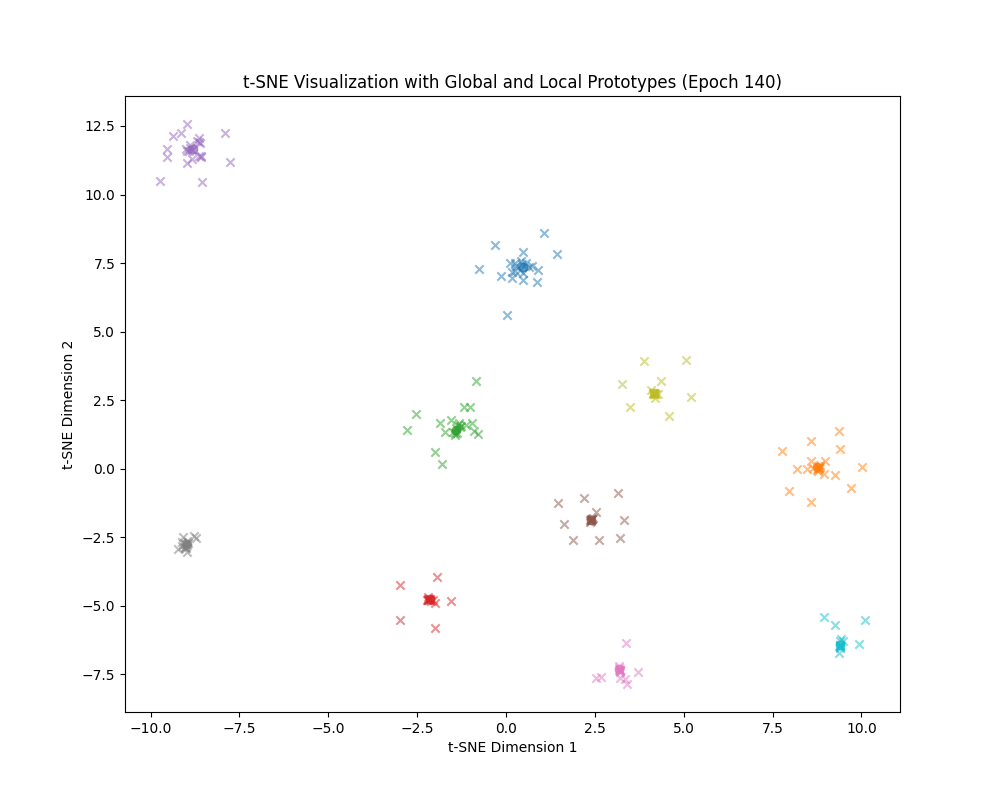 t-SNE Visualization with Global and Local Prototypes (Epoch 140)
12.5
10.0
7.5
5.0
2.5
0.0
−2.5
−5.0
−7.5
t-SNE Dimension 2
−10.0 −7.5 −5.0 −2.5 0.0 2.5 5.0 7.5 10.0
t-SNE Dimension 1